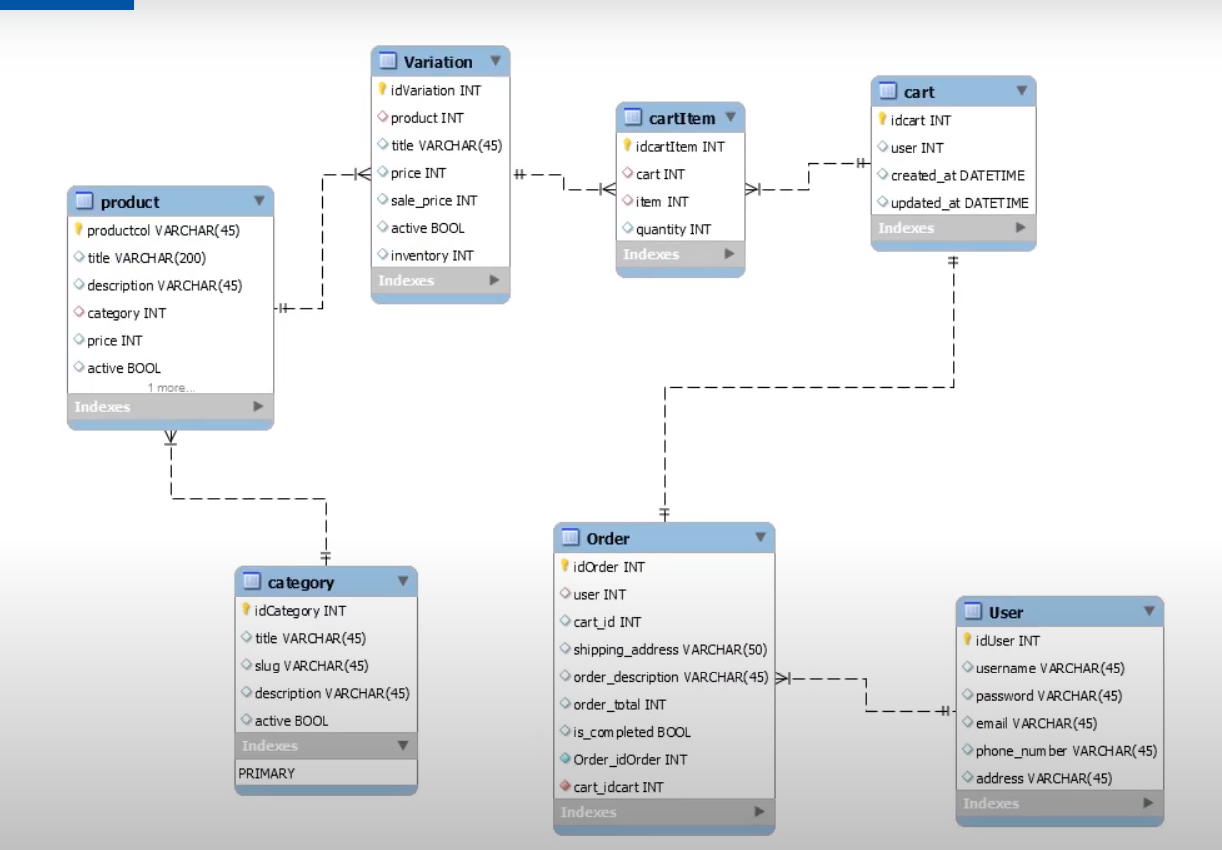 Variation
idVariation INT
product INT
title VARCHAR(45)
price INT
sale_price INT
active BOOL
inventory INT
Indexes
cartItem
idcartItem INT
cart INT
item INT
quantity INT
Indexes
cart
idcart INT
user INT
created_at DATETIME
updated_at DATETIME
Indexes
product
productcol VARCHAR(45)
title VARCHAR(200)
description VARCHAR(45)
category INT
price INT
active BOOL
1 more...
Indexes
category
idCategory INT
title VARCHAR(45)
slug VARCHAR(45)
description VARCHAR(45)
active BOOL
Indexes
PRIMARY
Order
idOrder INT
user INT
cart_id INT
shipping_address VARCHAR(50)
order_description VARCHAR(45)
order_total INT
is_completed BOOL
Order_idOrder INT
cart_idcart INT
Indexes
User
idUser INT
username VARCHAR(45)
password VARCHAR(45)
email VARCHAR(45)
phone_number VARCHAR(45)
address VARCHAR(45)
Indexes